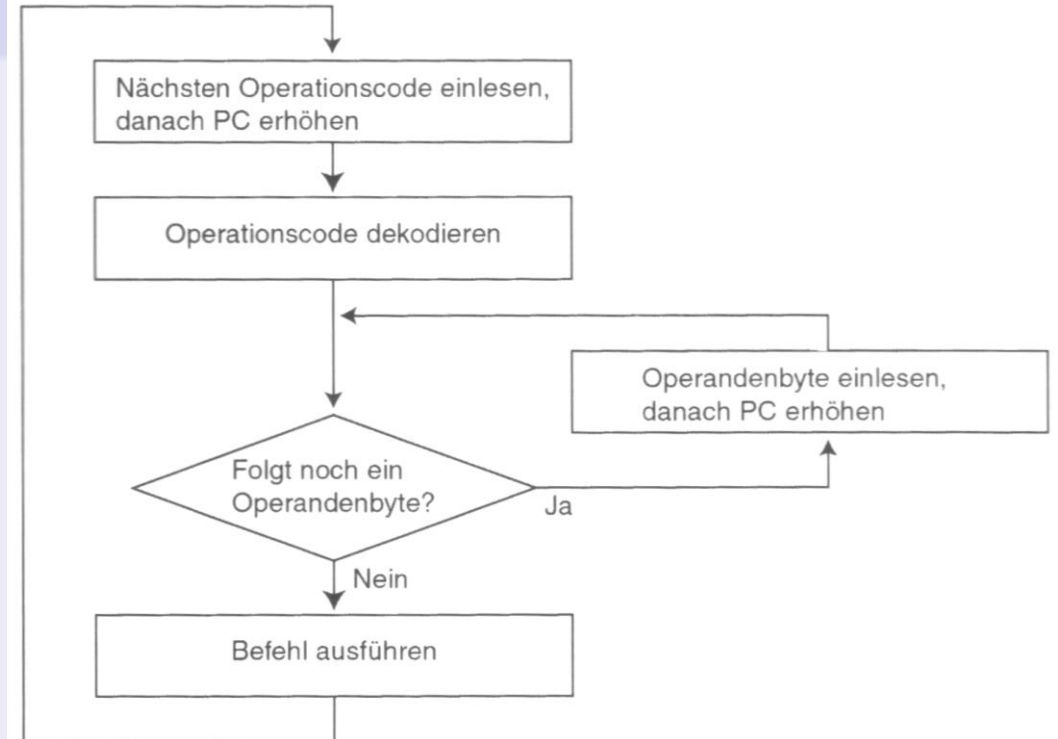 Nächsten Operationscode einlesen,
danach PC erhöhen
Operationscode dekodieren
Operandenbyte einlesen,
danach PC erhöhen
Folgt noch ein
Operandenbyte?
Ja
Nein
Befehl ausführen